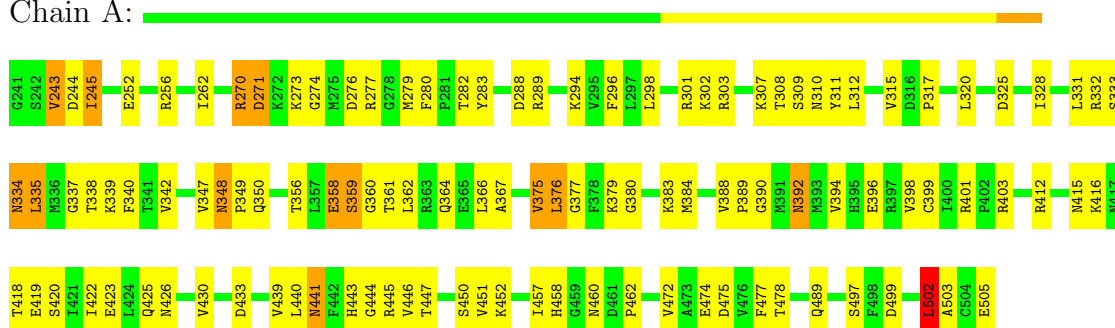 Chain A:
G241 S242 V243 D244 I245 E252 R256 I262 R270 D271 K272 K273 G274 M275 D276 R277 G278 M279 F280 P281 T282 Y283 D288 R289 K294 V295 F296 L297 L298 R301 K302 R303 K307 T308 S309 N310 Y311 L312 V315 D316 P317 L320 D325 I328 L331 R332 S333
N334 L335 M336 G337 T338 K339 F340 T341 V342 V347 N348 P349 Q350 T356 L357 E358 S359 G360 T361 L362 R363 Q364 E365 L366 A367 V375 L376 G377 F378 K379 G380 K383 M384 V388 P389 G390 M391 N392 M393 V394 H395 E396 R397 V398 C399 I400 R401 P402 R403 R412 N415 K416 N417
T418 E419 S420 I421 I422 E423 L424 Q425 N426 V430 D433 V439 L440 N441 F442 H443 G444 R445 V446 T447 S450 V451 K452 I457 H458 G459 N460 D461 P462 V472 A473 E474 D475 V476 F477 T478 Q489 S497 F498 D499 L502 A503 C504 E505